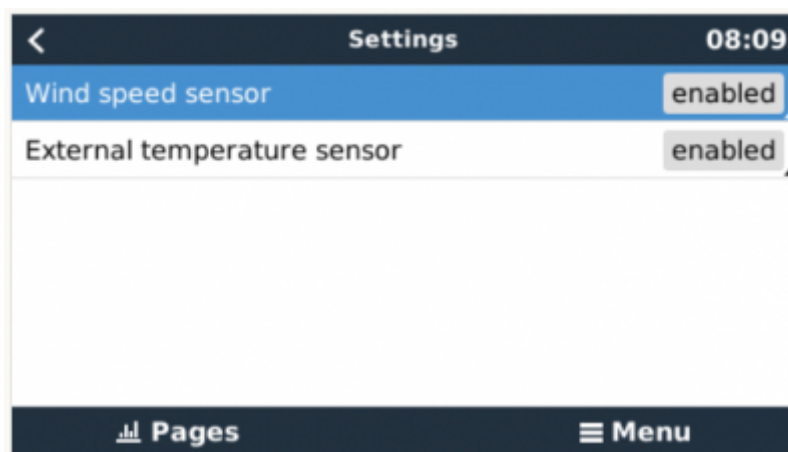 Settings 08:09
Wind speed sensor enabled
External temperature sensor enabled
Pages Menu